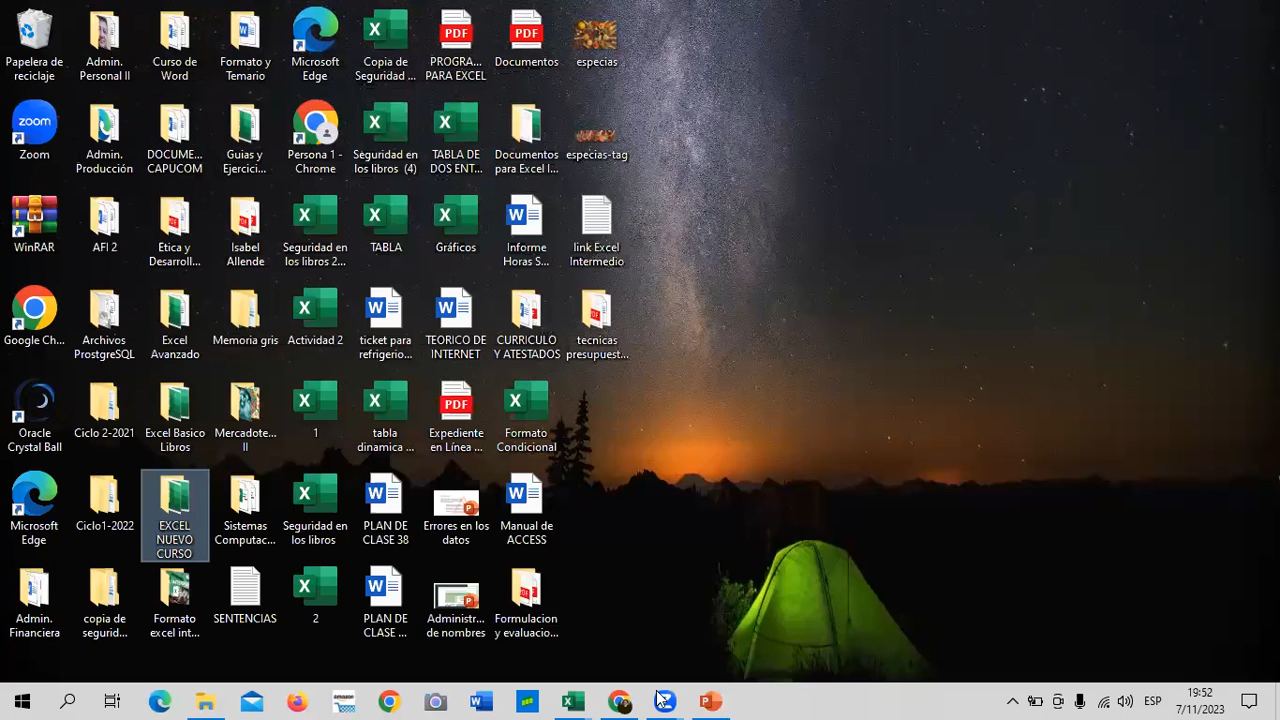 Papelera de
reciclaje
Admin.
Personal II
Curso de
Word
Formato y
Temario
Microsoft
Edge
Copia de
Seguridad ...
PDF
PROGRA...
PARA EXCEL
PDF
Documentos
especias
zoom
Zoom
Admin.
Producción
DOCUME...
CAPUCOM
Guias y
Ejercici...
Persona 1 -
Chrome
Seguridad en
los libros (4)
TABLA DE
DOS ENT...
Documentos
para Excel I...
especias-tag
WinRAR
AFI 2
Etica y
Desarroll...
Isabel
Allende
Seguridad en
los libros 2...
TABLA
Gráficos
Informe
Horas S...
link Excel
Intermedio
Google Ch...
Archivos
ProstgreSQL
Excel
Avanzado
Memoria gris
Actividad 2
ticket para
refrigerio...
TEORICO DE
INTERNET
CURRICULO
Y ATESTADOS
tecnicas
presupuest...
Oracle
Crystal Ball
Ciclo 2-2021
Excel Basico
Libros
Mercadote...
II
1
tabla
dinamica ...
PDF
Expediente
en Línea ...
Formato
Condicional
Microsoft
Edge
Ciclo1-2022
EXCEL
NUEVO
CURSO
Sistemas
Computac...
Seguridad en
los libros
PLAN DE
CLASE 38
Errores en los
datos
Manual de
ACCESS
Admin.
Financiera
copia de
segurid...
Formato
excel int...
SENTENCIAS
2
PLAN DE
CLASE ...
Administr...
de nombres
Formulacion
y evaluacio...
ESP
19:52
7/11/2023